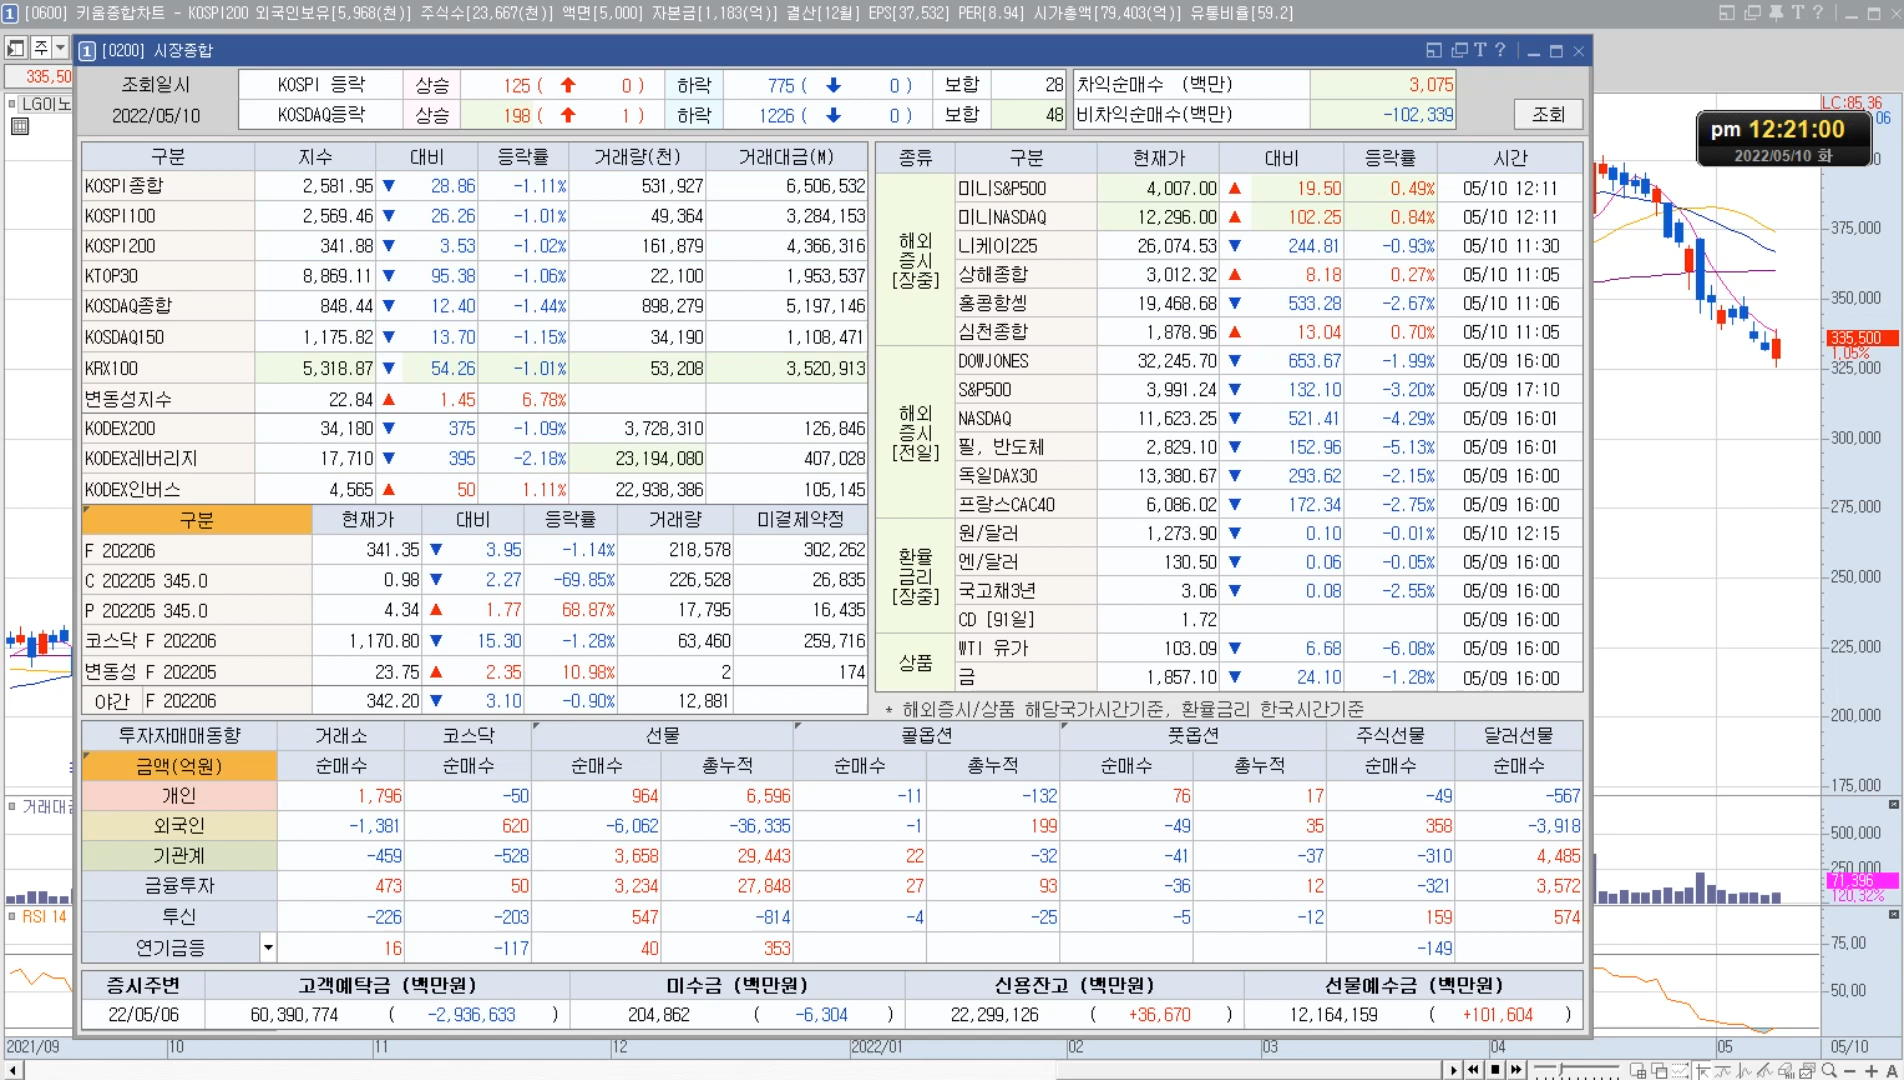 [0600] 키움종합차트 - KOSPI200 외국인보유[5,968(천)] 주식수[23,667(천)] 액면[5,000] 자본금[1,183(억)] 결산[12월] EPS[37,532] PER[8.94] 시가총액[79,403(억)] 유통비율[59.2]
주
1 [0200] 시장종합
335,50
LG이노
조회일시 KOSPI 등락 상승 125 ( 0 ) 하락 775 ( 0 ) 보합 28 차익순매수 (백만) 3,075
2022/05/10 KOSDAQ등락 상승 198 ( 1 ) 하락 1226 ( 0 ) 보합 48 비차익순매수(백만) -102,339 조회
구분 지수 대비 등락률 거래량(천) 거래대금(M)
KOSPI종합 2,581.95 ▼ 28.86 -1.11% 531,927 6,506,532
KOSPI100 2,569.46 ▼ 26.26 -1.01% 49,364 3,284,153
KOSPI200 341.88 ▼ 3.53 -1.02% 161,879 4,366,316
KTOP30 8,869.11 ▼ 95.38 -1.06% 22,100 1,953,537
KOSDAQ종합 848.44 ▼ 12.40 -1.44% 898,279 5,197,146
KOSDAQ150 1,175.82 ▼ 13.70 -1.15% 34,190 1,108,471
KRX100 5,318.87 ▼ 54.26 -1.01% 53,208 3,520,913
변동성지수 22.84 ▲ 1.45 6.78%
KODEX200 34,180 ▼ 375 -1.09% 3,728,310 126,846
KODEX레버리지 17,710 ▼ 395 -2.18% 23,194,080 407,028
KODEX인버스 4,565 ▲ 50 1.11% 22,938,386 105,145
구분 현재가 대비 등락률 거래량 미결제약정
F 202206 341.35 ▼ 3.95 -1.14% 218,578 302,262
C 202205 345.0 0.98 ▼ 2.27 -69.85% 226,528 26,835
P 202205 345.0 4.34 ▲ 1.77 68.87% 17,795 16,435
코스닥 F 202206 1,170.80 ▼ 15.30 -1.28% 63,460 259,716
변동성 F 202205 23.75 ▲ 2.35 10.98% 2 174
야간 F 202206 342.20 ▼ 3.10 -0.90% 12,881
종류 구분 현재가 대비 등락률 시간
해외 증시 [장중]
미니S&P500 4,007.00 ▲ 19.50 0.49% 05/10 12:11
미니NASDAQ 12,296.00 ▲ 102.25 0.84% 05/10 12:11
니케이225 26,074.53 ▼ 244.81 -0.93% 05/10 11:30
상해종합 3,012.32 ▲ 8.18 0.27% 05/10 11:05
홍콩항셍 19,468.68 ▼ 533.28 -2.67% 05/10 11:06
심천종합 1,878.96 ▲ 13.04 0.70% 05/10 11:05
해외 증시 [전일]
DOWJONES 32,245.70 ▼ 653.67 -1.99% 05/09 16:00
S&P500 3,991.24 ▼ 132.10 -3.20% 05/09 17:10
NASDAQ 11,623.25 ▼ 521.41 -4.29% 05/09 16:01
필, 반도체 2,829.10 ▼ 152.96 -5.13% 05/09 16:01
독일DAX30 13,380.67 ▼ 293.62 -2.15% 05/09 16:00
프랑스CAC40 6,086.02 ▼ 172.34 -2.75% 05/09 16:00
환율 금리 [장중]
원/달러 1,273.90 ▼ 0.10 -0.01% 05/10 12:15
엔/달러 130.50 ▼ 0.06 -0.05% 05/09 16:00
국고채3년 3.06 ▼ 0.08 -2.55% 05/09 16:00
CD [91일] 1.72 05/09 16:00
상품
WTI 유가 103.09 ▼ 6.68 -6.08% 05/09 16:00
금 1,857.10 ▼ 24.10 -1.28% 05/09 16:00
* 해외증시/상품 해당국가시간기준, 환율금리 한국시간기준
투자자매매동향 거래소 코스닥 선물 콜옵션 풋옵션 주식선물 달러선물
금액(억원) 순매수 순매수 순매수 총누적 순매수 총누적 순매수 총누적 순매수 순매수
개인 1,796 -50 964 6,596 -11 -132 76 17 -49 -567
외국인 -1,381 620 -6,062 -36,335 -1 199 -49 35 358 -3,918
기관계 -459 -528 3,658 29,443 22 -32 -41 -37 -310 4,485
금융투자 473 50 3,234 27,848 27 93 -36 12 -321 3,572
투신 -226 -203 547 -814 -4 -25 -5 -12 159 574
연기금등 16 -117 40 353 -149
증시주변 고객예탁금 (백만원) 미수금 (백만원) 신용잔고 (백만원) 선물예수금 (백만원)
22/05/06 60,390,774 ( -2,936,633 ) 204,862 ( -6,304 ) 22,299,126 ( +36,670 ) 12,164,159 ( +101,604 )
LC:85,36
pm 12:21:00
2022/05/10 화
375,000
350,000
335,500
1,05%
325,000
300,000
275,000
250,000
225,000
200,000
175,000
거래대금
500,000
250,000
71,396
120,32%
RSI 14
75,00
50,00
2021/09 10 11 12 2022/01 02 03 04 05 05/10